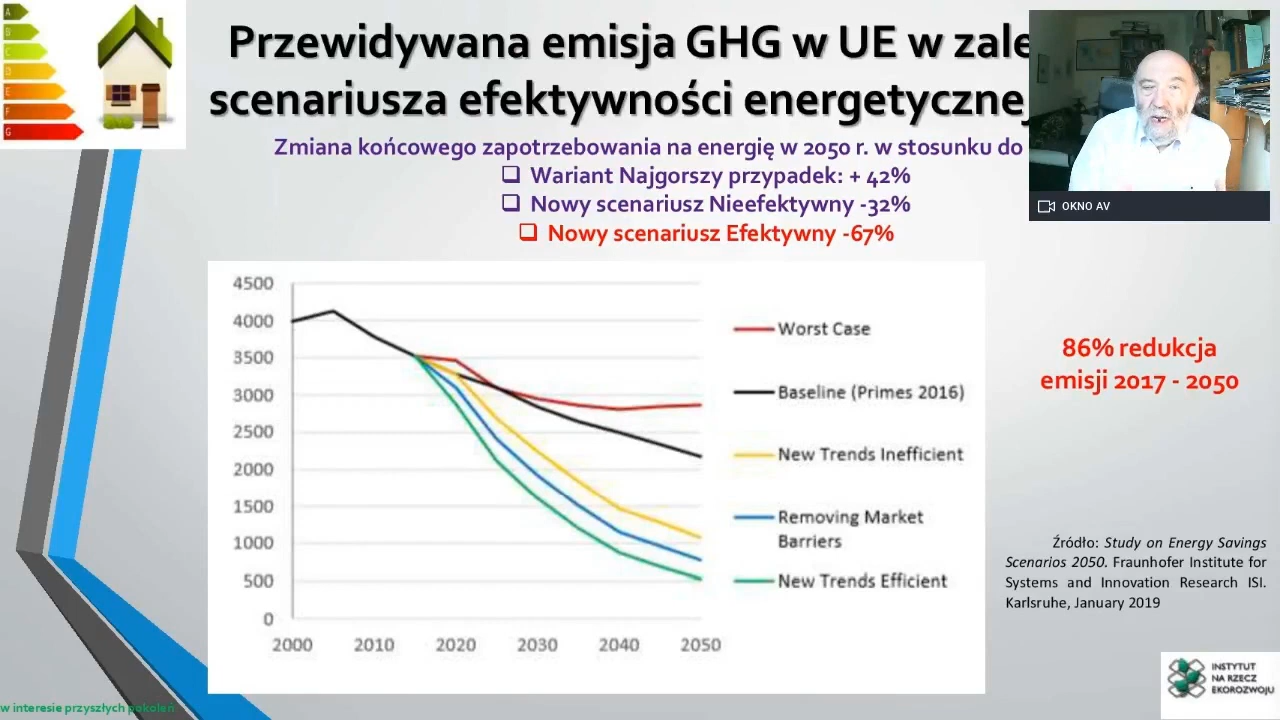 A
B
C
D
E
F
G
Przewidywana emisja GHG w UE w
scenariusza efektywności energetycznej
Zmiana końcowego zapotrzebowania na energię w 2050 r. w stosunku do
❑ Wariant Najgorszy przypadek: + 42%
❑ Nowy scenariusz Nieefektywny -32%
❑ Nowy scenariusz Efektywny -67%
OKNO AV
4500
4000
3500
3000
2500
2000
1500
1000
500
0
2000 2010 2020 2030 2040 2050
Worst Case
Baseline (Primes 2016)
New Trends Inefficient
Removing Market
Barriers
New Trends Efficient
86% redukcja
emisji 2017 - 2050
Źródło: Study on Energy Savings
Scenarios 2050. Fraunhofer Institute for
Systems and Innovation Research ISI.
Karlsruhe, January 2019
INSTYTUT
NA RZECZ
EKOROZWOJU
w interesie przyszłych pokoleń